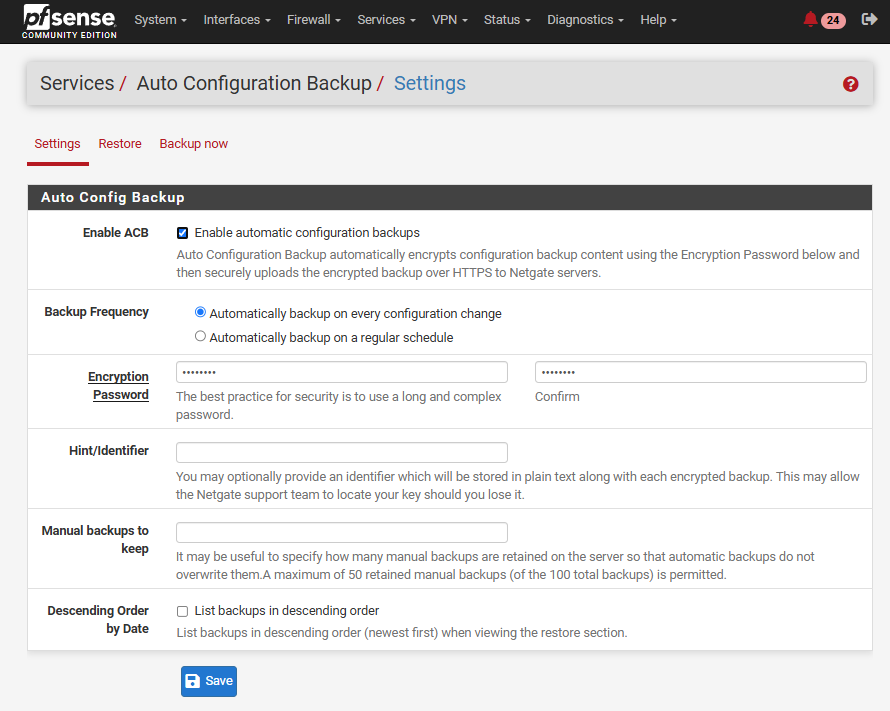 pfsense
COMMUNITY EDITION
System Interfaces Firewall Services VPN Status Diagnostics Help 24
Services / Auto Configuration Backup / Settings ?
Settings Restore Backup now
Auto Config Backup
Enable ACB Enable automatic configuration backups
Auto Configuration Backup automatically encrypts configuration backup content using the Encryption Password below and
then securely uploads the encrypted backup over HTTPS to Netgate servers.
Backup Frequency Automatically backup on every configuration change
Automatically backup on a regular schedule
Encryption
Password
•••••••• ••••••••
The best practice for security is to use a long and complex
password.
Confirm
Hint/Identifier
You may optionally provide an identifier which will be stored in plain text along with each encrypted backup. This may allow
the Netgate support team to locate your key should you lose it.
Manual backups to
keep
It may be useful to specify how many manual backups are retained on the server so that automatic backups do not
overwrite them.A maximum of 50 retained manual backups (of the 100 total backups) is permitted.
Descending Order
by Date
List backups in descending order
List backups in descending order (newest first) when viewing the restore section.
Save